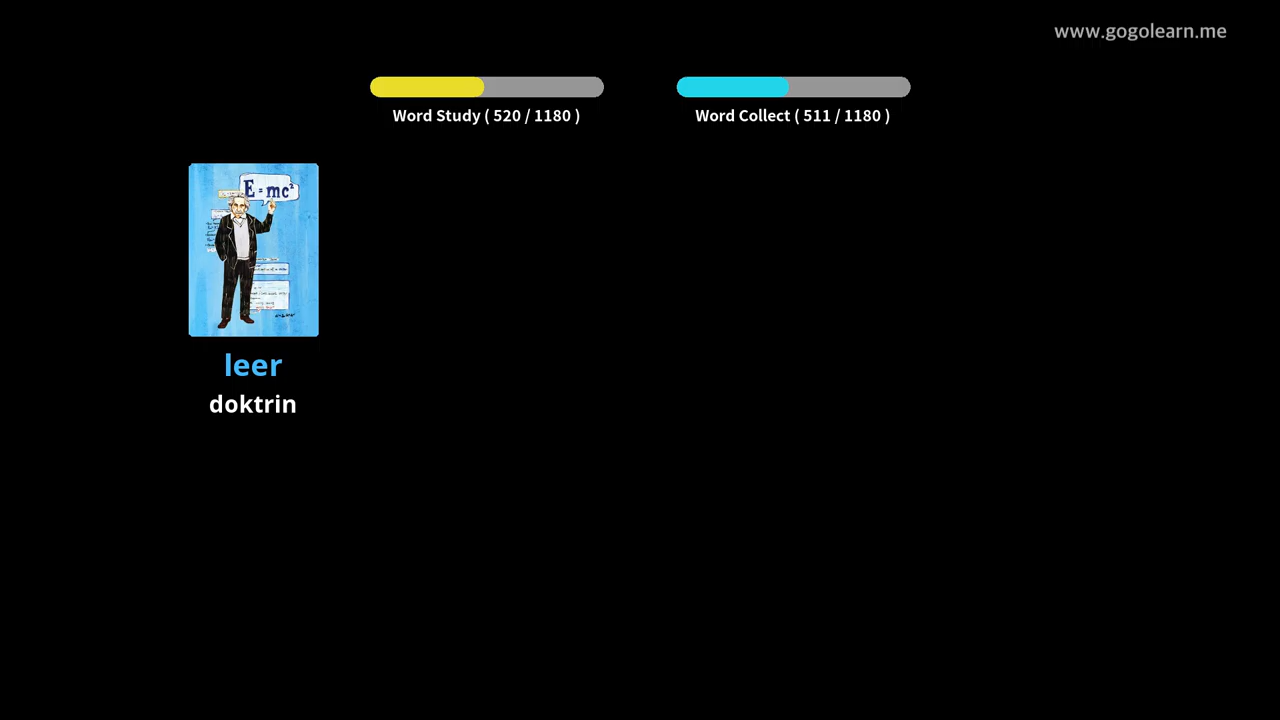 www.gogolearn.me
Word Study ( 520 / 1180 )
Word Collect ( 511 / 1180 )
E = mc²
leer
doktrin